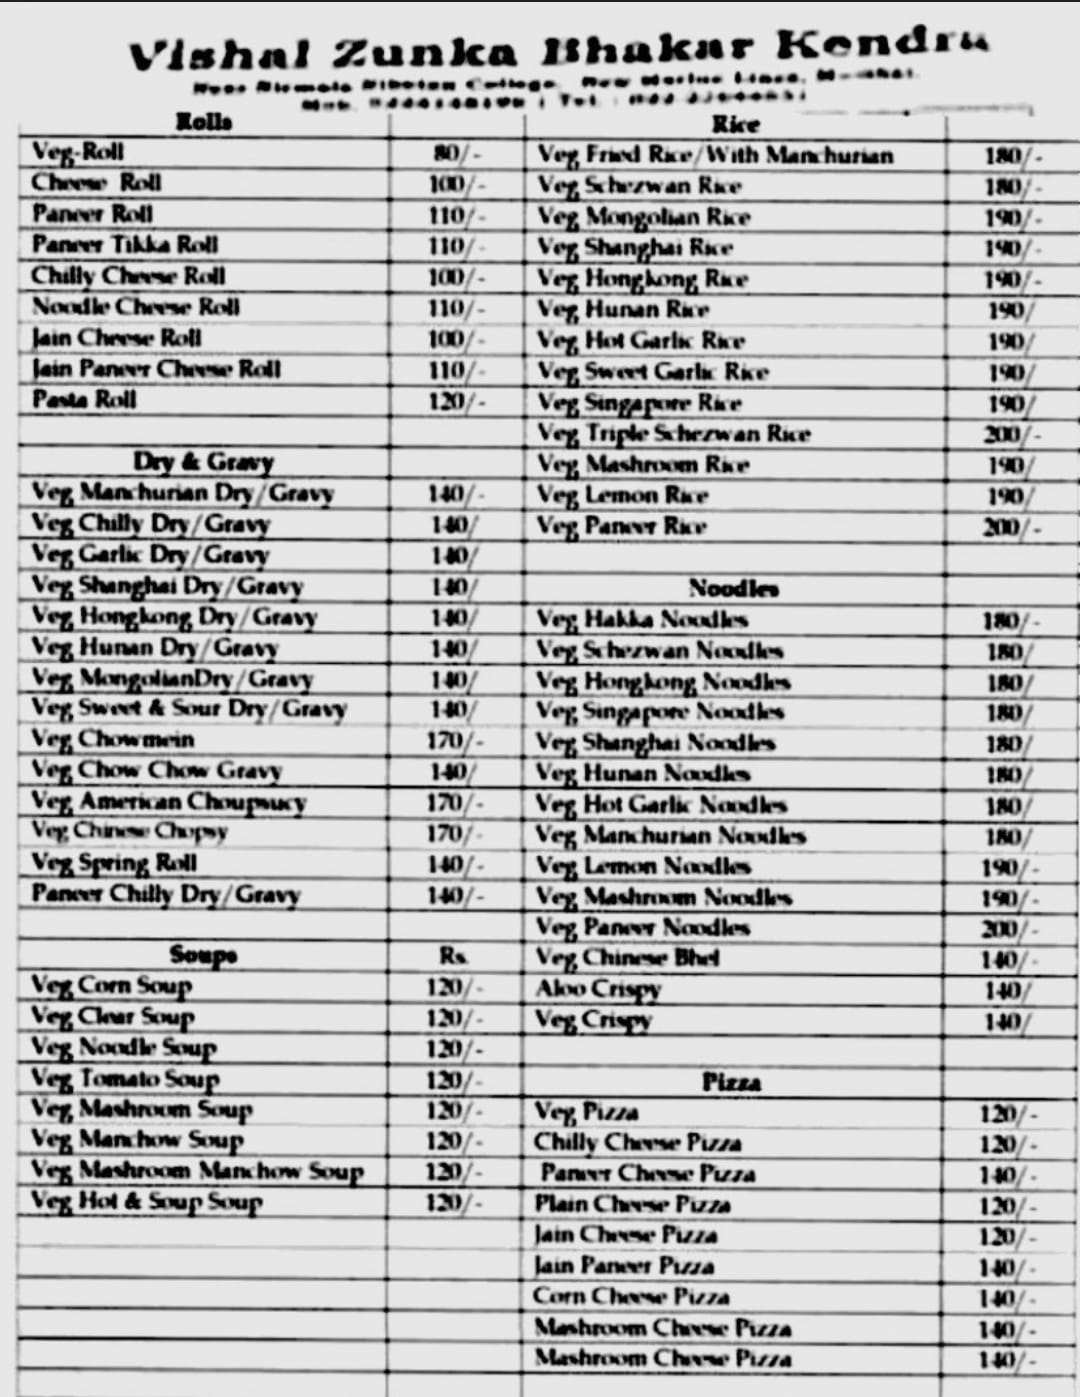 Vishal Zunka Bhakar Kendra
Near Nirmala Niketan College, New Marine Lines, Mumbai.
Mob. | Tel. : 022
Rolls
Veg-Roll 80/-
Cheese Roll 100/-
Paneer Roll 110/-
Paneer Tikka Roll 110/-
Chilly Cheese Roll 100/-
Noodle Cheese Roll 110/-
Jain Cheese Roll 100/-
Jain Paneer Cheese Roll 110/-
Pasta Roll 120/-
Dry & Gravy
Veg Manchurian Dry/Gravy 140/-
Veg Chilly Dry/Gravy 140/
Veg Garlic Dry/Gravy 140/
Veg Shanghai Dry/Gravy 140/
Veg Hongkong Dry/Gravy 140/
Veg Hunan Dry/Gravy 140/
Veg MongolianDry/Gravy 140/
Veg Sweet & Sour Dry/Gravy 140/
Veg Chowmein 170/-
Veg Chow Chow Gravy 140/
Veg American Choupsucy 170/-
Veg Chinese Chopsy 170/-
Veg Spring Roll 140/-
Paneer Chilly Dry/Gravy 140/-
Soups Rs.
Veg Corn Soup 120/-
Veg Clear Soup 120/-
Veg Noodle Soup 120/-
Veg Tomato Soup 120/-
Veg Mashroom Soup 120/-
Veg Manchow Soup 120/-
Veg Mashroom Manchow Soup 120/-
Veg Hot & Soup Soup 120/-
Rice
Veg Fried Rice/With Manchurian 180/-
Veg Schezwan Rice 180/-
Veg Mongolian Rice 190/-
Veg Shanghai Rice 190/-
Veg Hongkong Rice 190/-
Veg Hunan Rice 190/
Veg Hot Garlic Rice 190/
Veg Sweet Garlic Rice 190/
Veg Singapore Rice 190/
Veg Triple Schezwan Rice 200/-
Veg Mashroom Rice 190/
Veg Lemon Rice 190/
Veg Paneer Rice 200/-
Noodles
Veg Hakka Noodles 180/-
Veg Schezwan Noodles 180/
Veg Hongkong Noodles 180/
Veg Singapore Noodles 180/
Veg Shanghai Noodles 180/
Veg Hunan Noodles 180/
Veg Hot Garlic Noodles 180/
Veg Manchurian Noodles 180/
Veg Lemon Noodles 190/-
Veg Mashroom Noodles 190/-
Veg Paneer Noodles 200/-
Veg Chinese Bhel 140/-
Aloo Crispy 140/
Veg Crispy 140/
Pizza
Veg Pizza 120/-
Chilly Cheese Pizza 120/-
Paneer Cheese Pizza 140/-
Plain Cheese Pizza 120/-
Jain Cheese Pizza 120/-
Jain Paneer Pizza 140/-
Corn Cheese Pizza 140/-
Mashroom Cheese Pizza 140/-
Mashroom Cheese Pizza 140/-